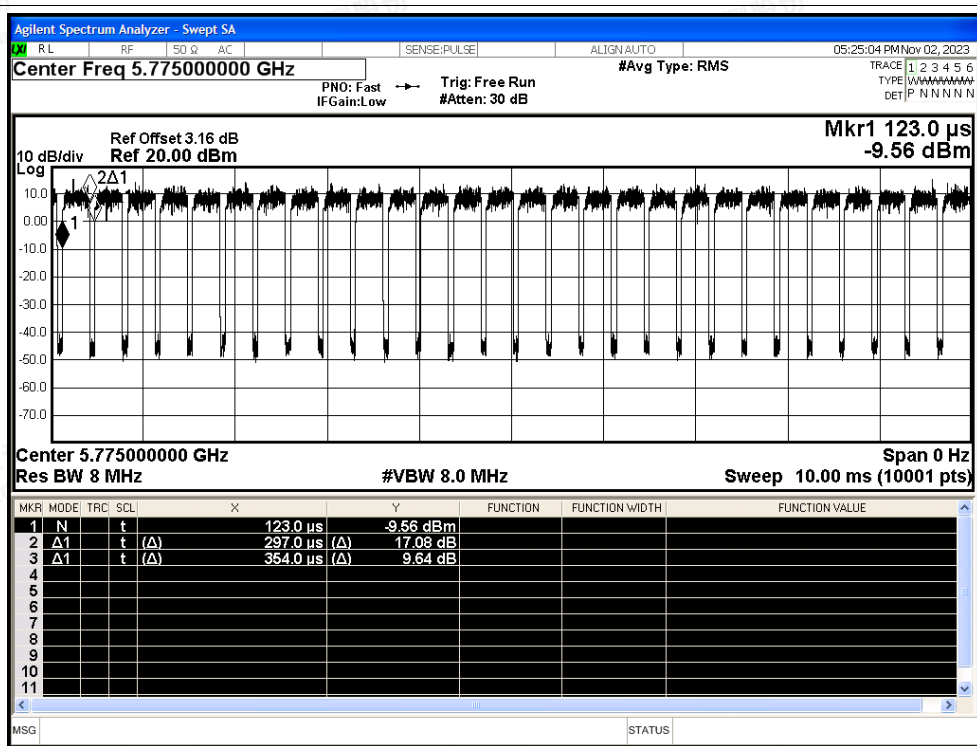 Agilent Spectrum Analyzer - Swept SA
LXI RL RF 50 Ω AC SENSE:PULSE ALIGN AUTO 05:25:04 PM Nov 02, 2023
Center Freq 5.775000000 GHz #Avg Type: RMS TRACE 1 2 3 4 5 6
PNO: Fast Trig: Free Run TYPE W
IFGain:Low #Atten: 30 dB DET P N N N N N
Mkr1 123.0 µs
Ref Offset 3.16 dB
10 dB/div Ref 20.00 dBm -9.56 dBm
Log
2Δ1
10.0
0.00
1
-10.0
-20.0
-30.0
-40.0
-50.0
-60.0
-70.0
Center 5.775000000 GHz Span 0 Hz
Res BW 8 MHz #VBW 8.0 MHz Sweep 10.00 ms (10001 pts)
MKR MODE TRC SCL X Y FUNCTION FUNCTION WIDTH FUNCTION VALUE
1 N t 123.0 µs -9.56 dBm
2 Δ1 t (Δ) 297.0 µs (Δ) 17.08 dB
3 Δ1 t (Δ) 354.0 µs (Δ) 9.64 dB
4
5
6
7
8
9
10
11
MSG STATUS